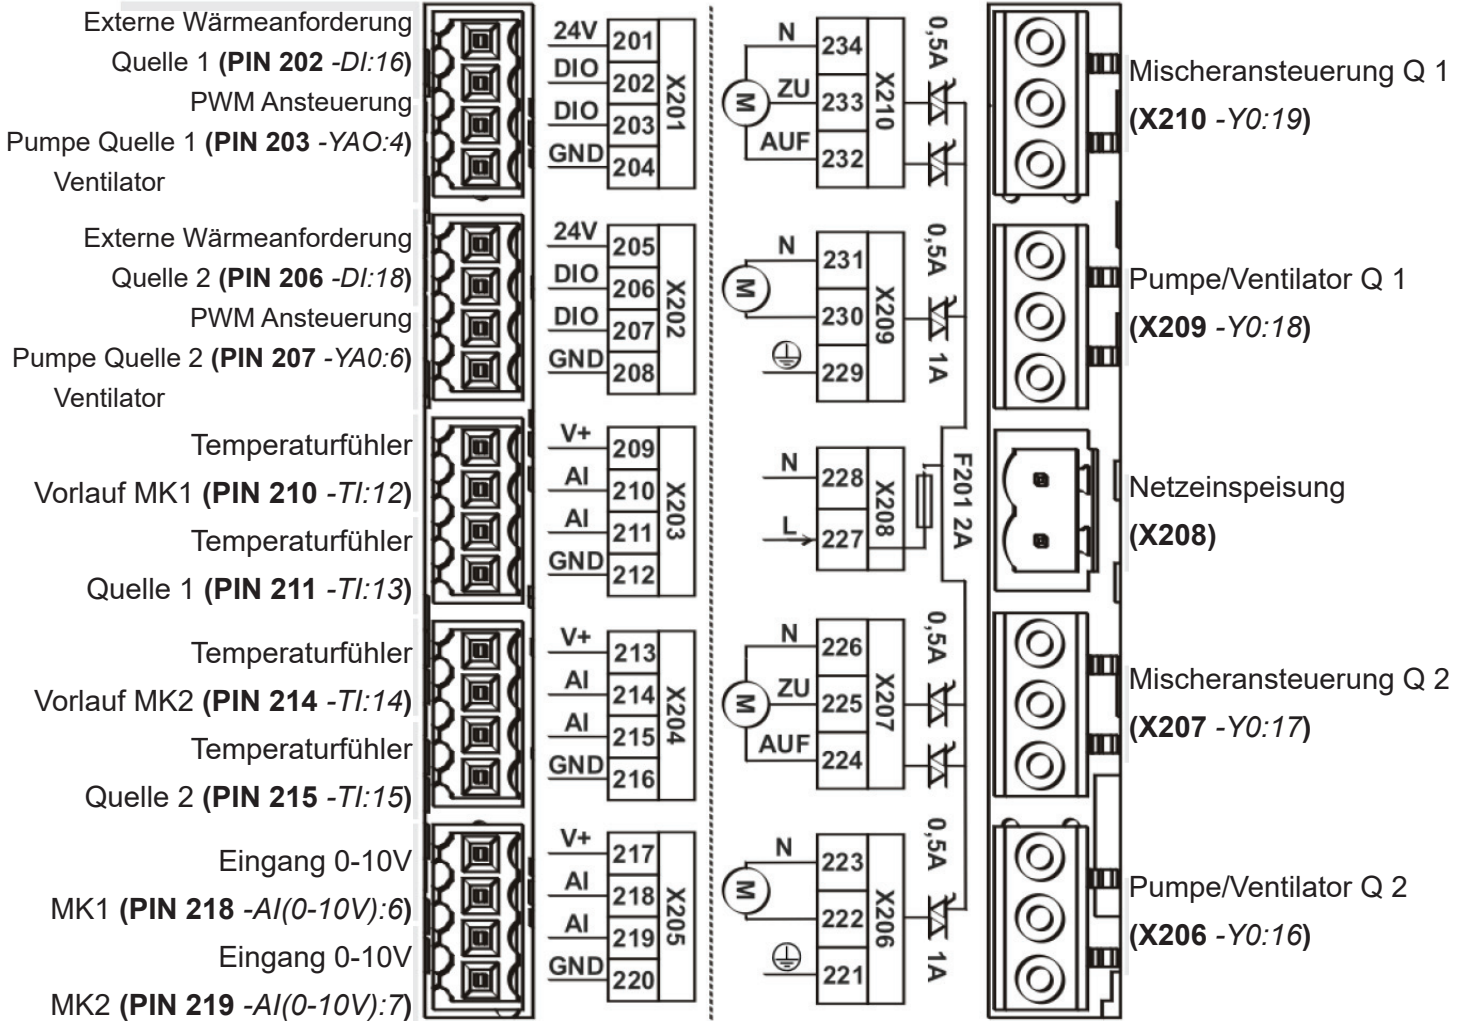 Externe Wärmeanforderung
Quelle 1 (PIN 202 -DI:16)
PWM Ansteuerung
Pumpe Quelle 1 (PIN 203 -YAO:4)
Ventilator
Externe Wärmeanforderung
Quelle 2 (PIN 206 -DI:18)
PWM Ansteuerung
Pumpe Quelle 2 (PIN 207 -YA0:6)
Ventilator
Temperaturfühler
Vorlauf MK1 (PIN 210 -TI:12)
Temperaturfühler
Quelle 1 (PIN 211 -TI:13)
Temperaturfühler
Vorlauf MK2 (PIN 214 -TI:14)
Temperaturfühler
Quelle 2 (PIN 215 -TI:15)
Eingang 0-10V
MK1 (PIN 218 -AI(0-10V):6)
Eingang 0-10V
MK2 (PIN 219 -AI(0-10V):7)
24V 201
DIO 202
DIO 203
GND 204
X201
24V 205
DIO 206
DIO 207
GND 208
X202
V+ 209
AI 210
AI 211
GND 212
X203
V+ 213
AI 214
AI 215
GND 216
X204
V+ 217
AI 218
AI 219
GND 220
X205
N 234
M ZU 233
AUF 232
X210
0,5A
N 231
M 230
229
X209
0,5A
1A
N 228
L 227
X208
F201 2A
N 226
M ZU 225
AUF 224
X207
0,5A
N 223
M 222
221
X206
0,5A
1A
Mischeransteuerung Q 1
(X210 -Y0:19)
Pumpe/Ventilator Q 1
(X209 -Y0:18)
Netzeinspeisung
(X208)
Mischeransteuerung Q 2
(X207 -Y0:17)
Pumpe/Ventilator Q 2
(X206 -Y0:16)